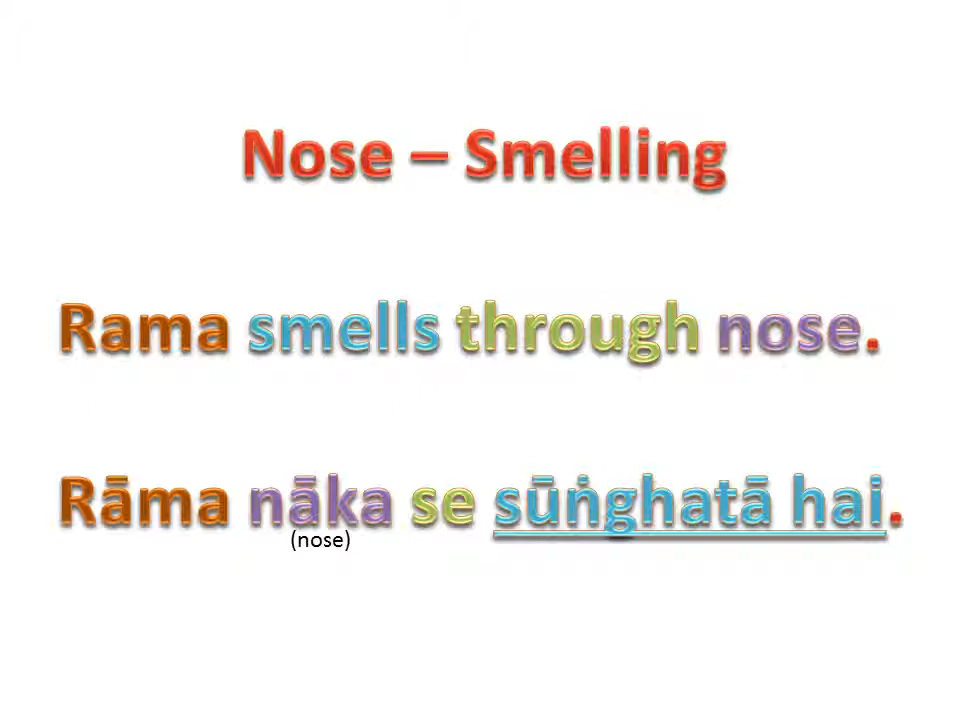 Nose – Smelling
Rama smells through nose.
Rāma nāka se sūṅghatā hai.
(nose)